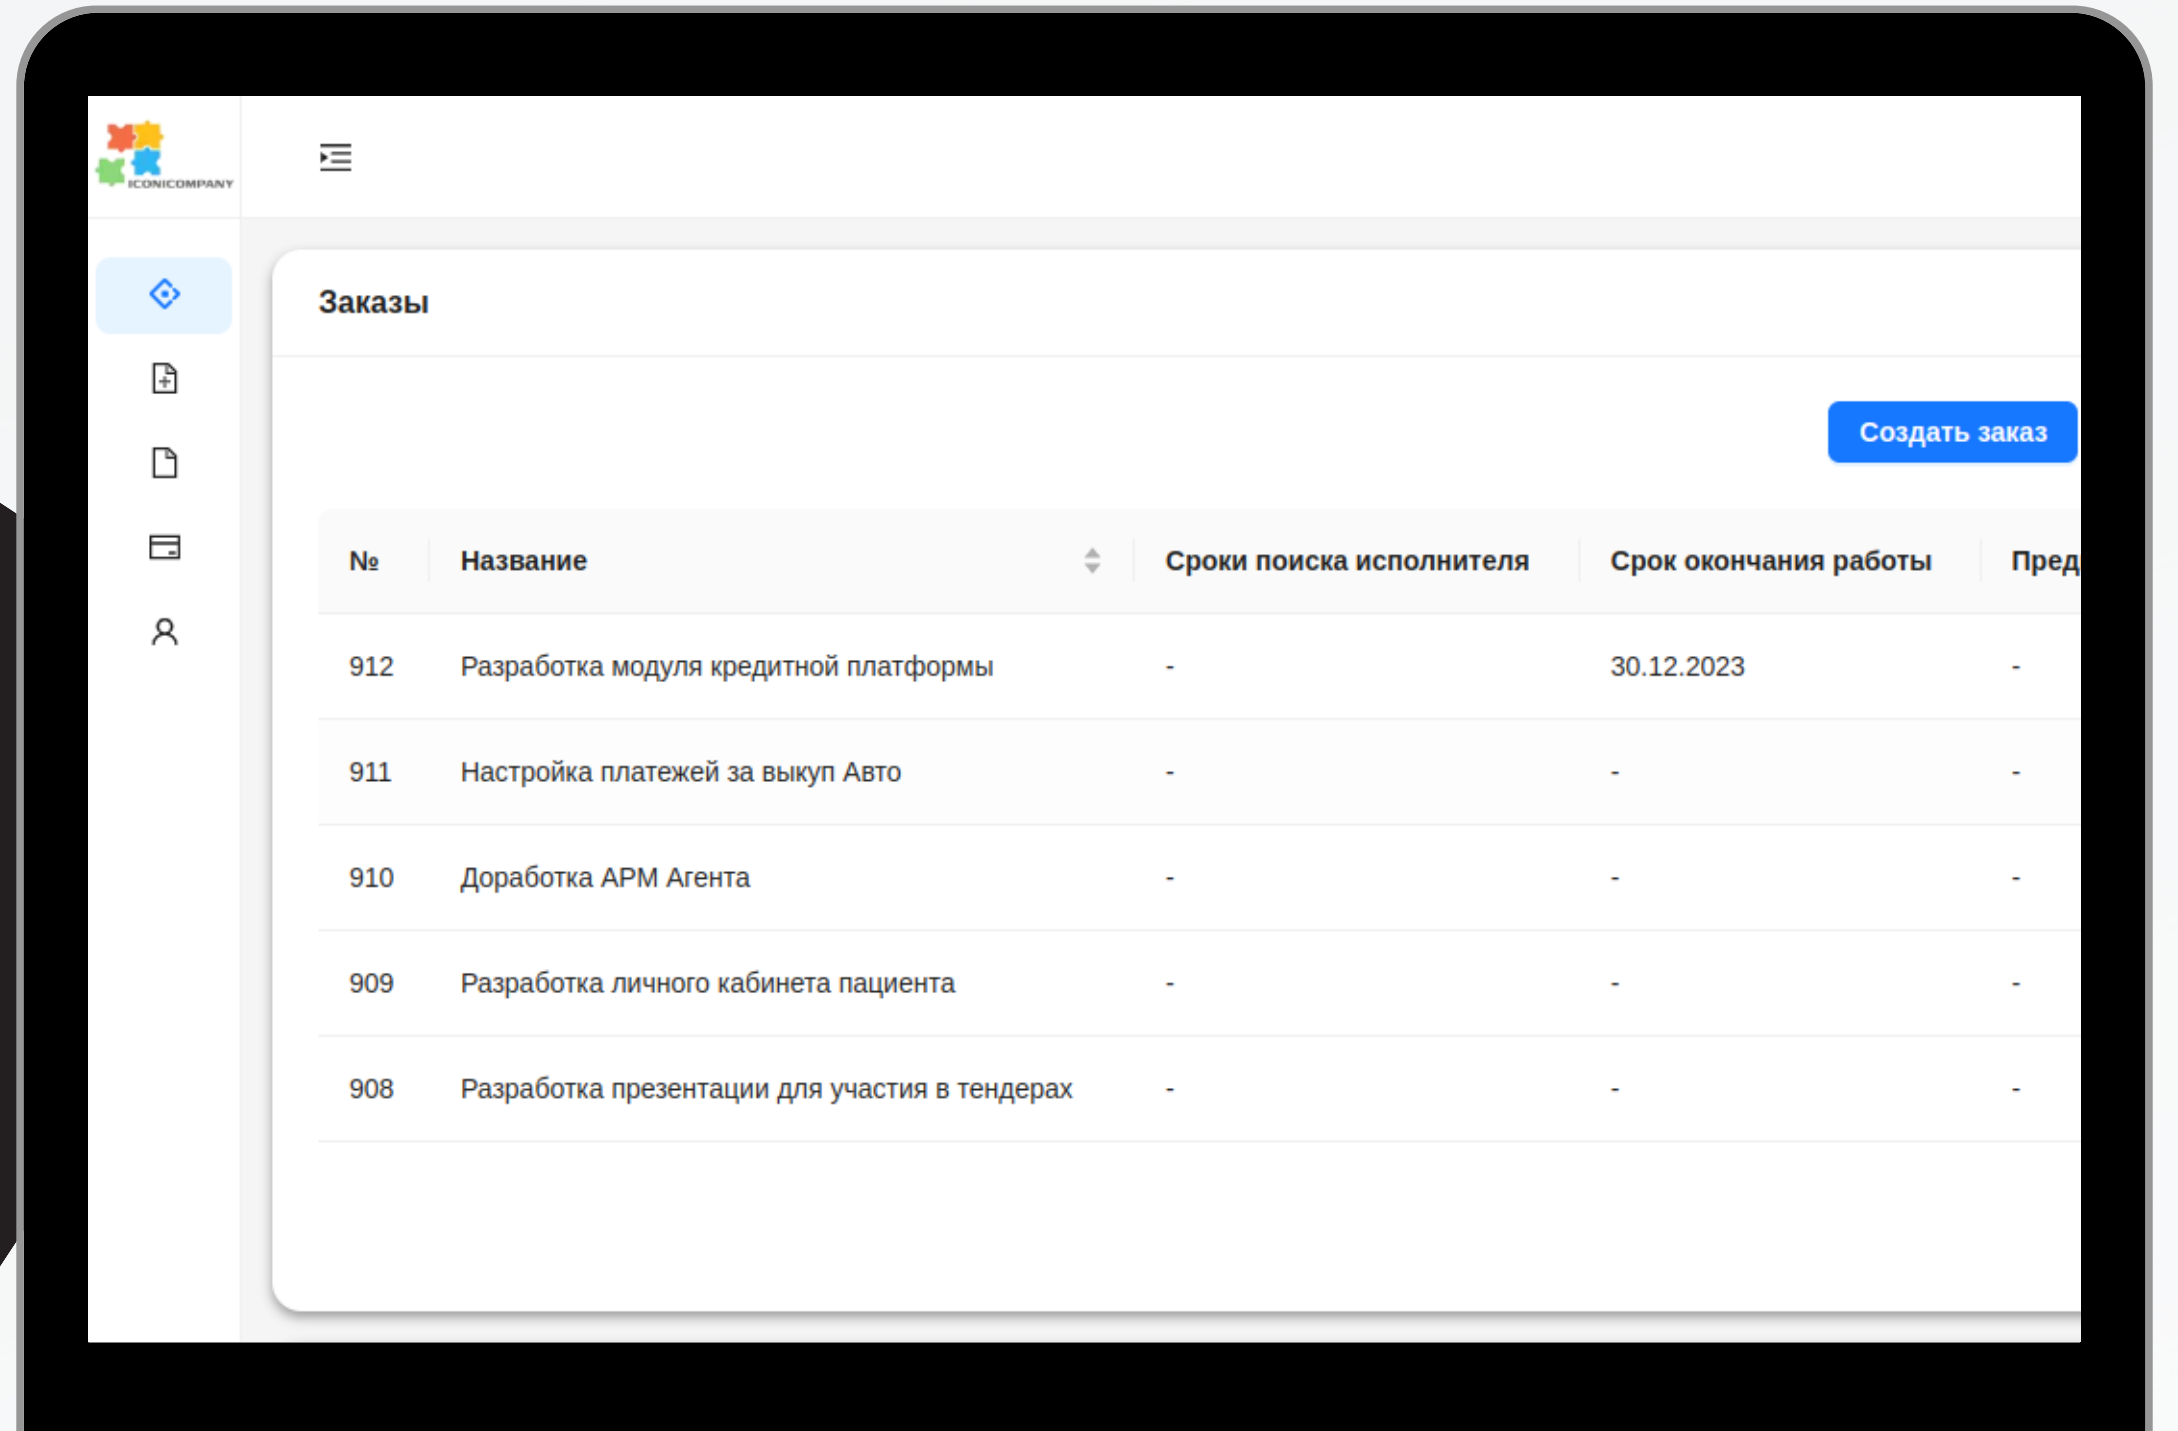 ICONICOMPANY
Заказы
Создать заказ
№ Название Сроки поиска исполнителя Срок окончания работы Пред
912 Разработка модуля кредитной платформы - 30.12.2023 -
911 Настройка платежей за выкуп Авто - - -
910 Доработка АРМ Агента - - -
909 Разработка личного кабинета пациента - - -
908 Разработка презентации для участия в тендерах - - -